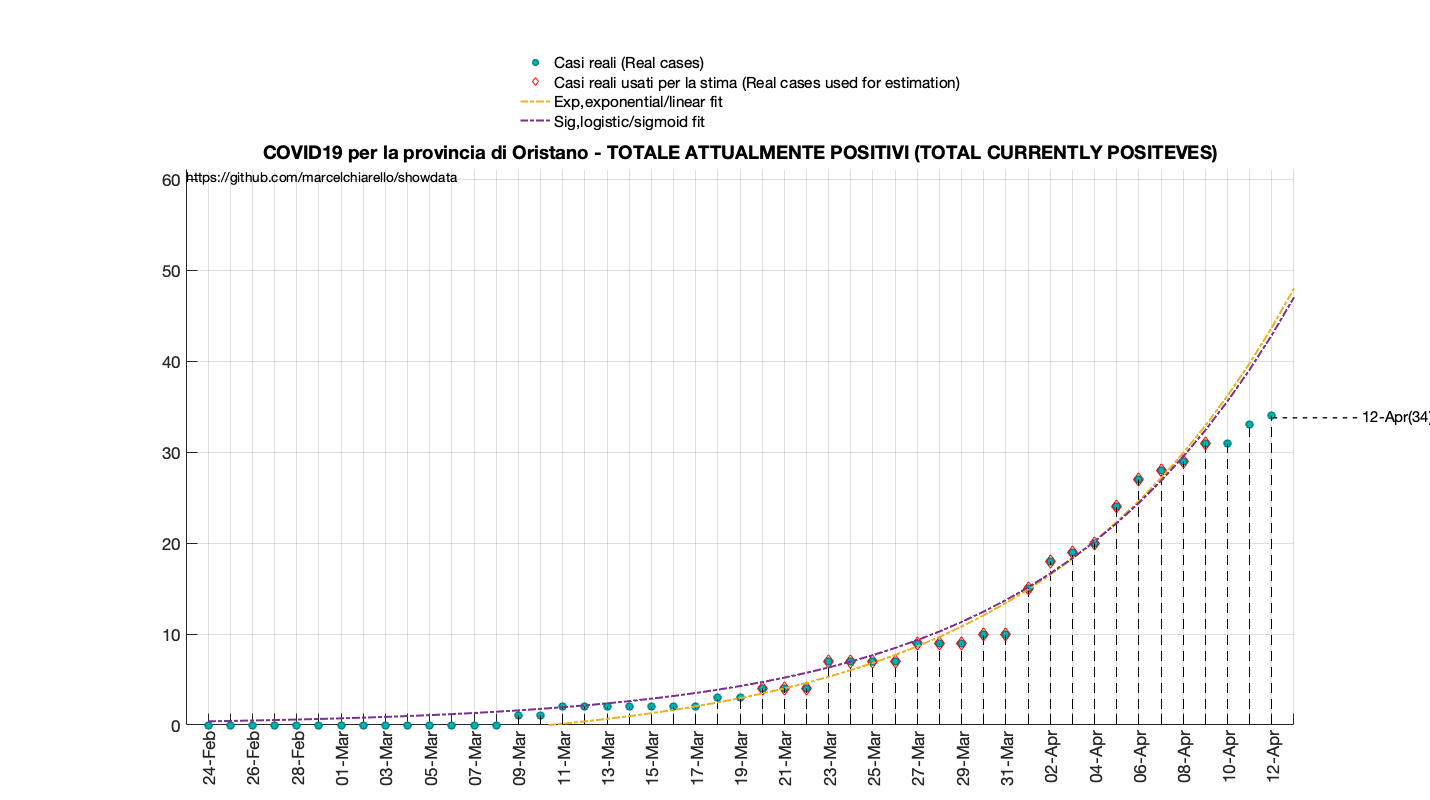 Casi reali (Real cases)
Casi reali usati per la stima (Real cases used for estimation)
Exp,exponential/linear fit
Sig,logistic/sigmoid fit
COVID19 per la provincia di Oristano - TOTALE ATTUALMENTE POSITIVI (TOTAL CURRENTLY POSITEVES)
https://github.com/marcelchiarello/showdata
60
50
40
30
20
10
0
12-Apr(34)
24-Feb
26-Feb
28-Feb
01-Mar
03-Mar
05-Mar
07-Mar
09-Mar
11-Mar
13-Mar
15-Mar
17-Mar
19-Mar
21-Mar
23-Mar
25-Mar
27-Mar
29-Mar
31-Mar
02-Apr
04-Apr
06-Apr
08-Apr
10-Apr
12-Apr